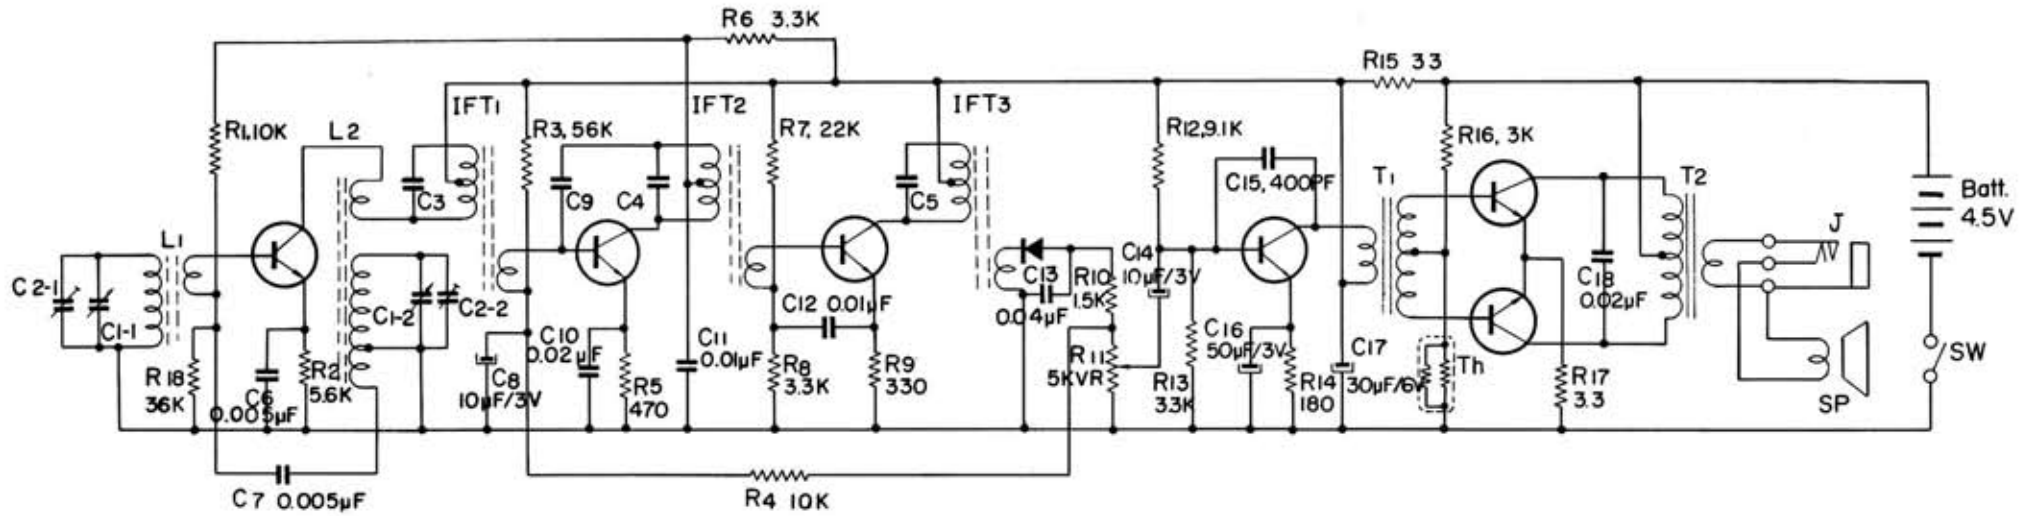 R6 3.3K
R15 33
IFT1
IFT2
IFT3
R1,10K
L2
R3,56K
R7, 22K
R12,9.1K
R16, 3K
C3
C9
C4
C5
C15,400PF
T1
T2
Batt.
4.5V
J
L1
C2-1
C1-1
C1-2
C2-2
C14
10µF/3V
C13
0.04µF
R10
1.5K
C18
0.02µF
C12 0.01µF
C10
0.02µF
C11
0.01µF
C16
50µF/3V
C17
30µF/6V
Th
SW
R18
36K
C6
0.005µF
R2
5.6K
C8
10µF/3V
R5
470
R8
3.3K
R9
330
R11
5KVR
R13
33K
R14
180
R17
3.3
SP
C7 0.005µF
R4 10K